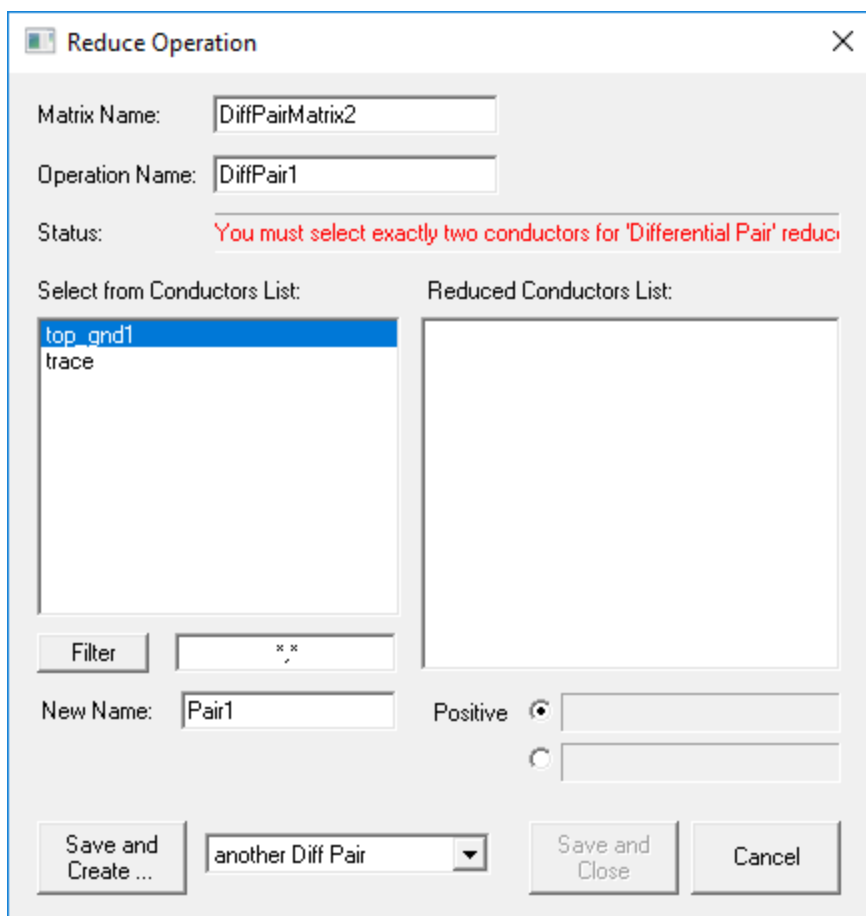 Reduce Operation
Matrix Name: DiffPairMatrix2
Operation Name: DiffPair1
Status: You must select exactly two conductors for 'Differential Pair' reduc
Select from Conductors List:
Reduced Conductors List:
top_gnd1
trace
Filter *,*
New Name: Pair1
Positive
Save and
Create ...
another Diff Pair
Save and
Close
Cancel